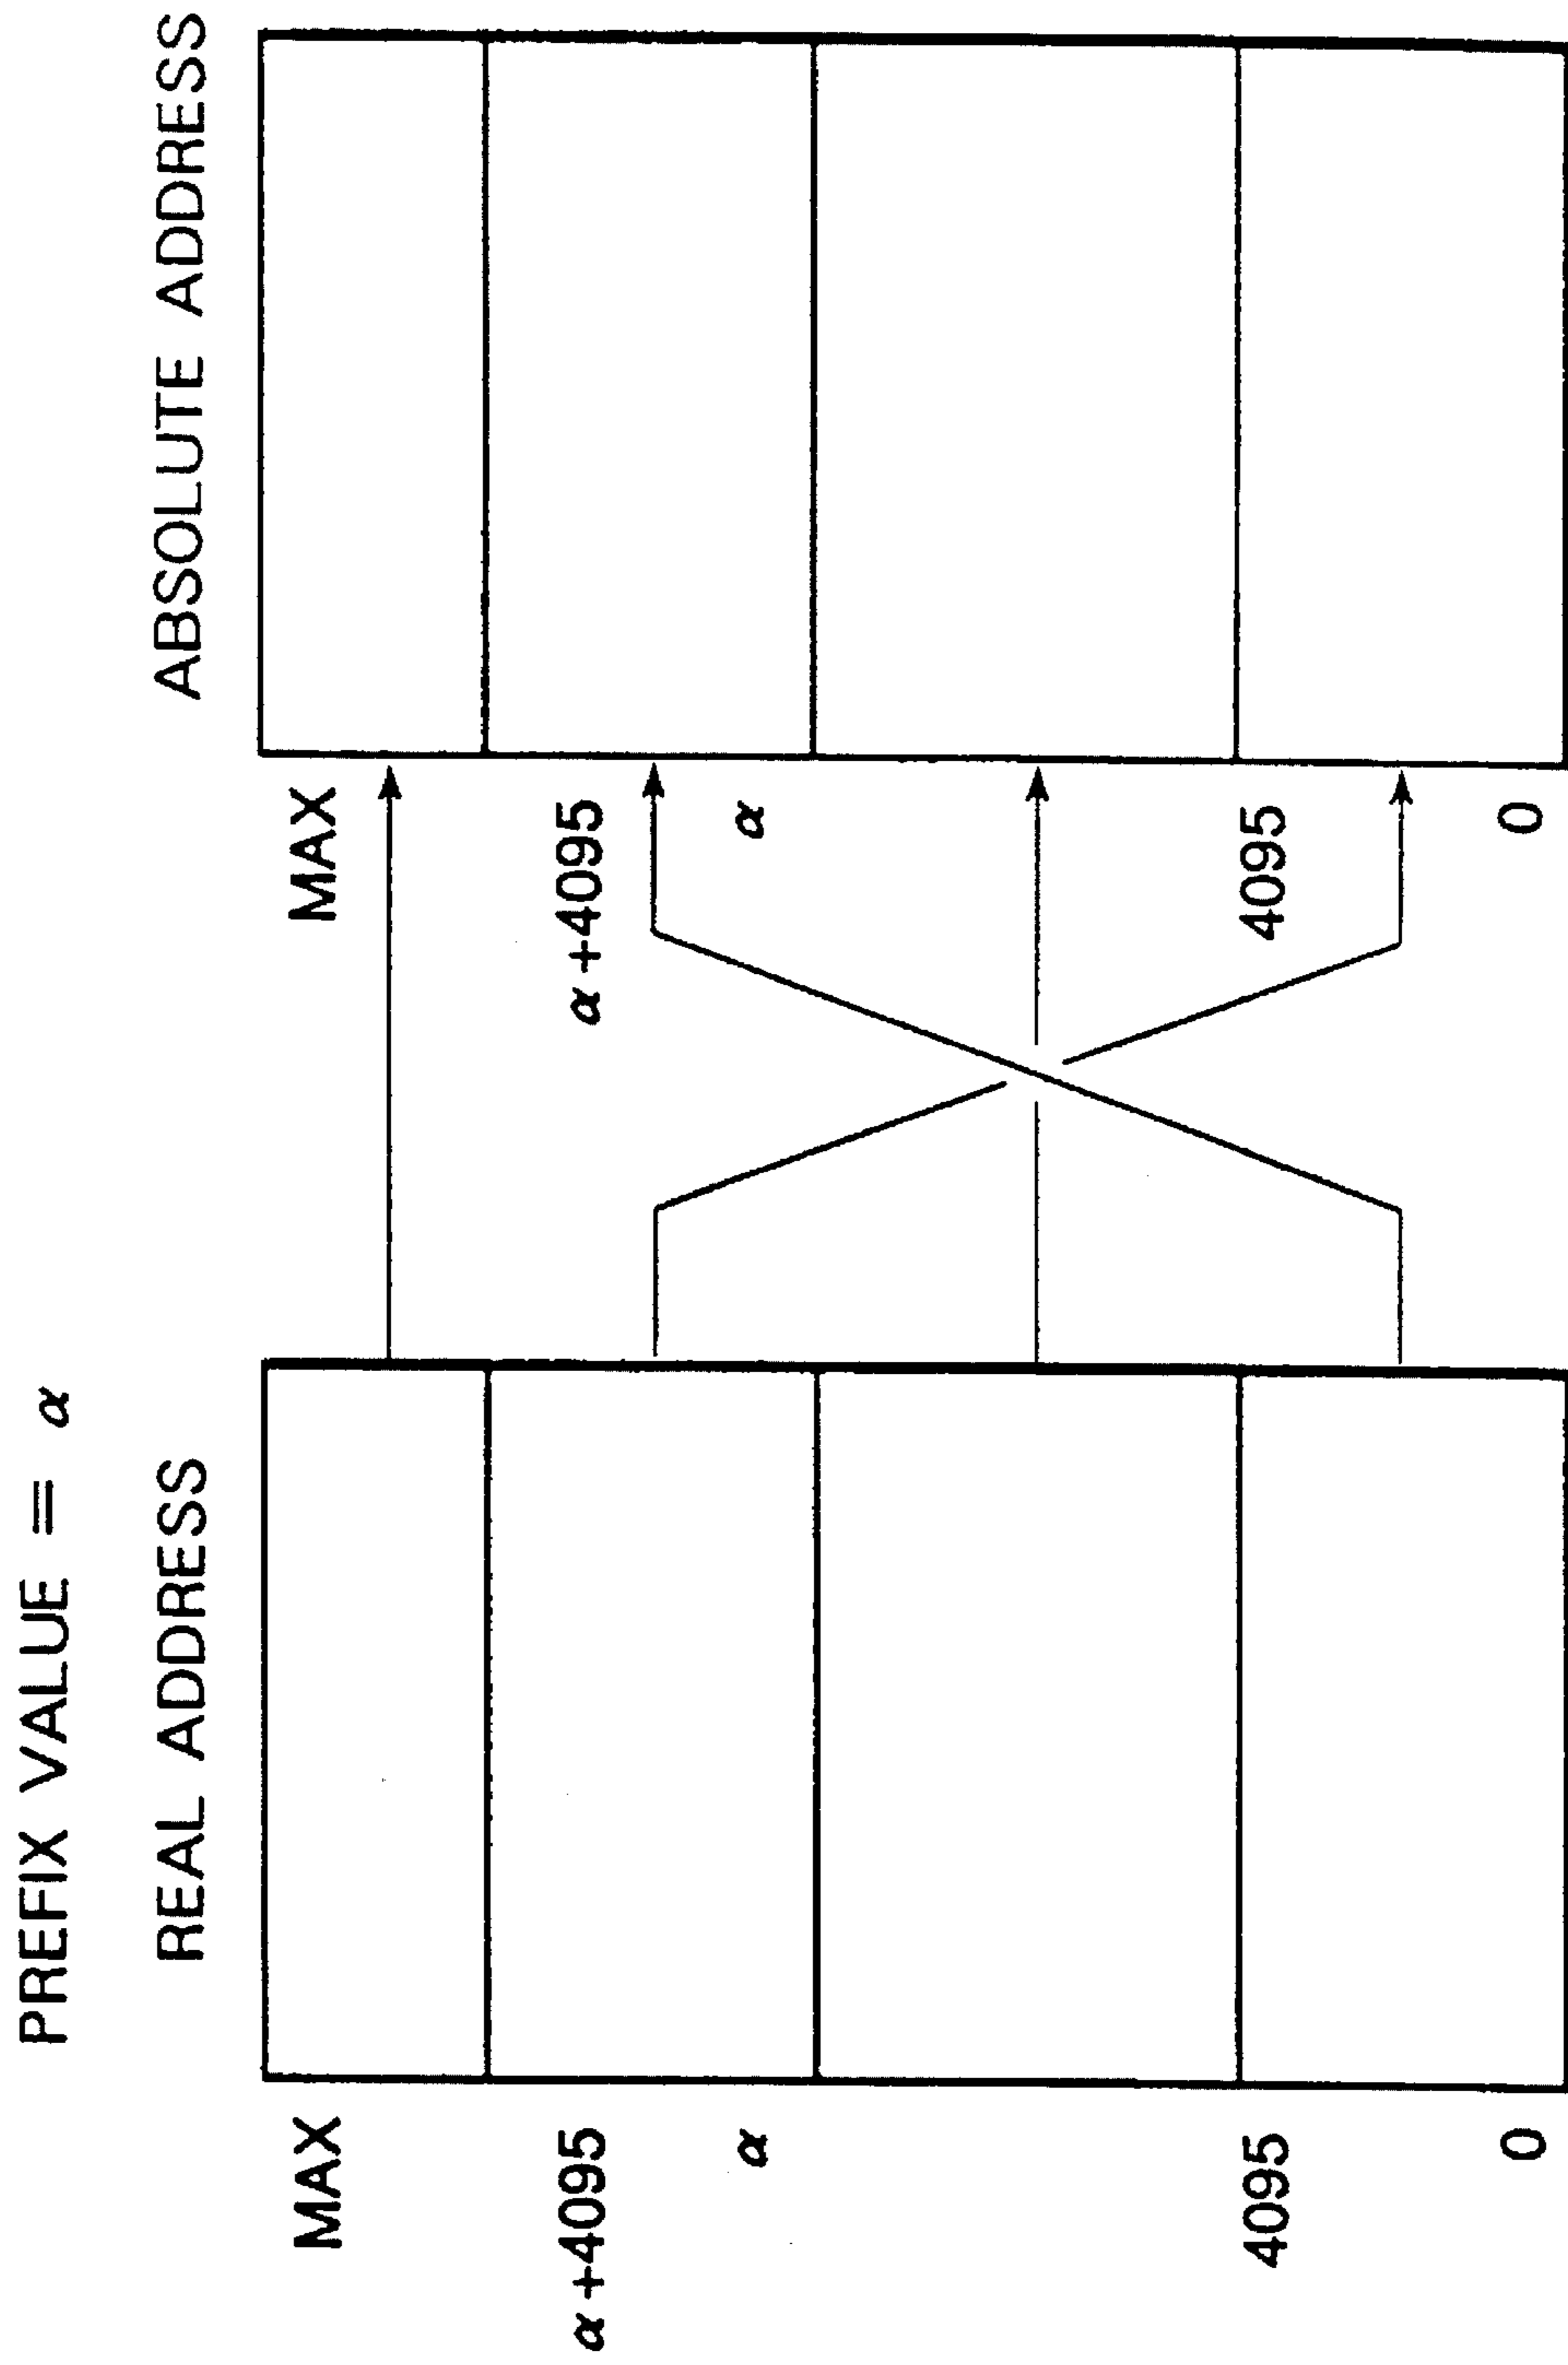 PREFIX VALUE = α
REAL ADDRESS
ABSOLUTE ADDRESS
MAX
α +4095
α
4095
0
MAX
α +4095
α
4095
0